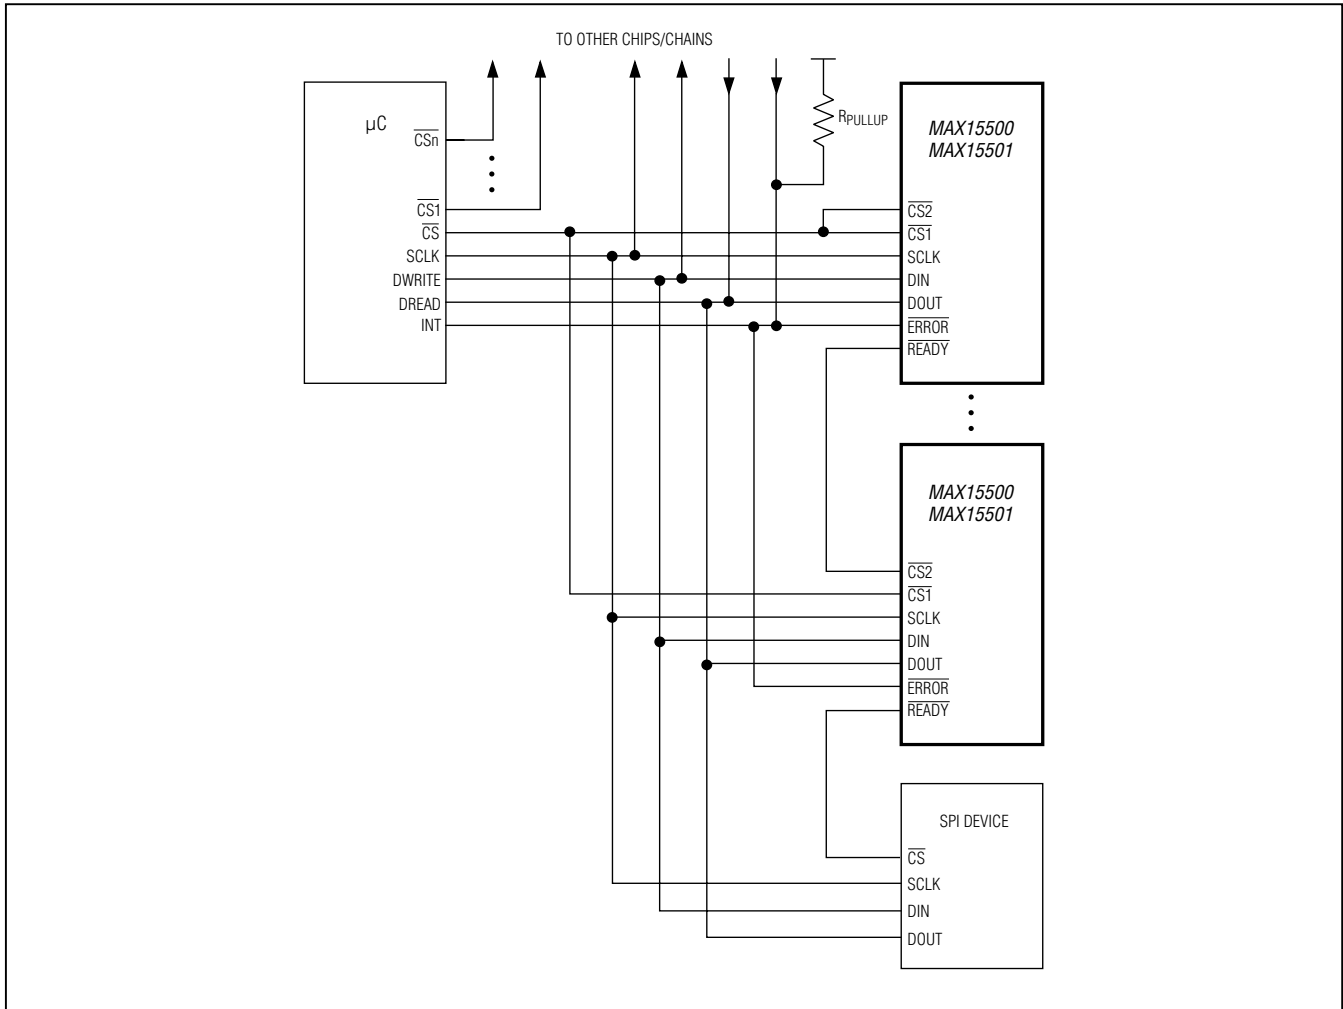 TO OTHER CHIPS/CHAINS
µC
CSn
CS1
CS
SCLK
DWRITE
DREAD
INT
RPULLUP
MAX15500
MAX15501
CS2
CS1
SCLK
DIN
DOUT
ERROR
READY
MAX15500
MAX15501
CS2
CS1
SCLK
DIN
DOUT
ERROR
READY
SPI DEVICE
CS
SCLK
DIN
DOUT